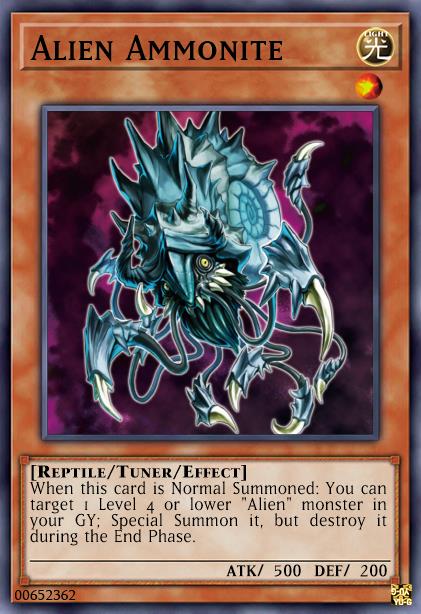 Alien Ammonite
LIGHT
光
[Reptile/Tuner/Effect]
When this card is Normal Summoned: You can
target 1 Level 4 or lower "Alien" monster in
your GY; Special Summon it, but destroy it
during the End Phase.
ATK/ 500 DEF/ 200
00652362